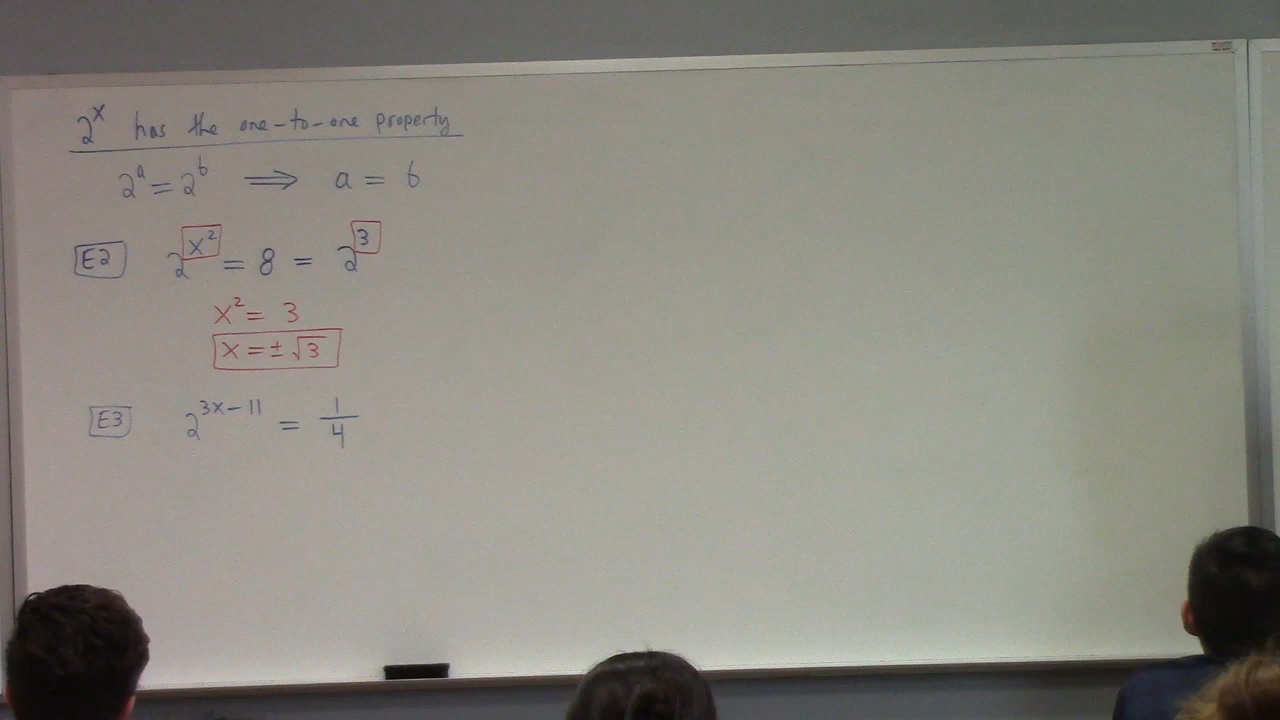 2^x has the one-to-one property
2^a = 2^b ⟹ a = b
E2 2^x² = 8 = 2^3
x² = 3
x = ± √3
E3 2^3x-11 = 1/4